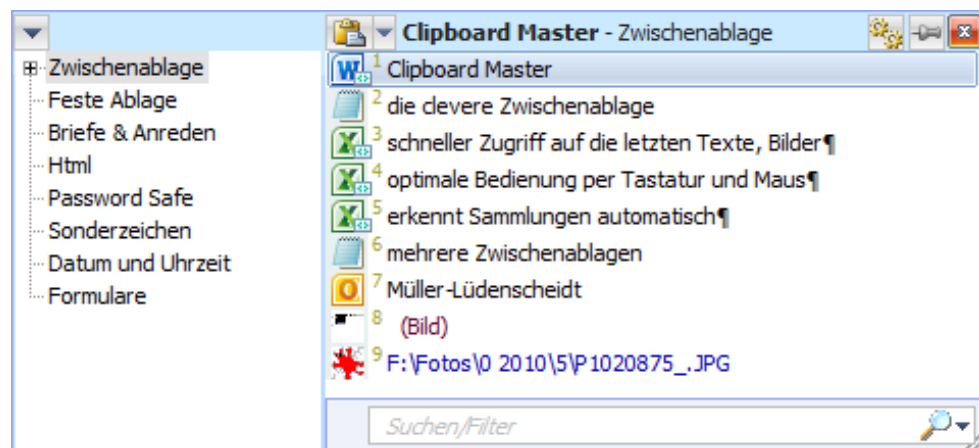 Zwischenablage
Feste Ablage
Briefe & Anreden
Html
Password Safe
Sonderzeichen
Datum und Uhrzeit
Formulare
Clipboard Master - Zwischenablage
1 Clipboard Master
2 die clevere Zwischenablage
3 schneller Zugriff auf die letzten Texte, Bilder¶
4 optimale Bedienung per Tastatur und Maus¶
5 erkennt Sammlungen automatisch¶
6 mehrere Zwischenablagen
7 Müller-Lüdenscheidt
8 (Bild)
9 F:\Fotos\0 2010\5\P1020875_.JPG
Suchen/Filter